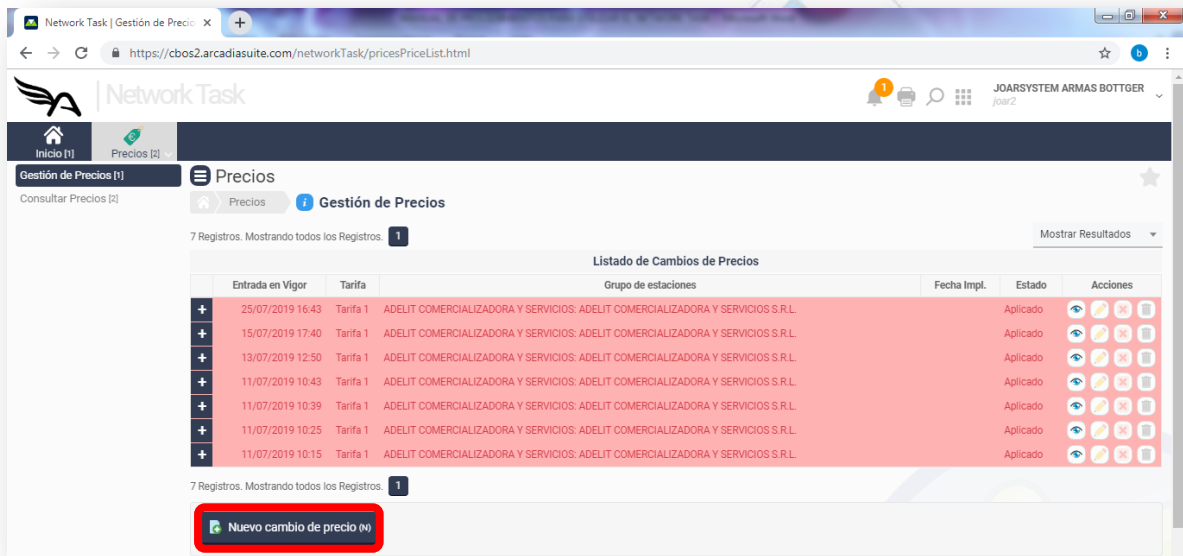 Network Task | Gestión de Precio
https://cbos2.arcadiasuite.com/networkTask/pricesPriceList.html
b
| Network Task
1
JOARSYSTEM ARMAS BOTTGER
joar2
Inicio [1]
Precios [2]
Gestión de Precios [1]
Consultar Precios [2]
Precios
Precios
i
Gestión de Precios
7 Registros. Mostrando todos los Registros. 1
Mostrar Resultados
Listado de Cambios de Precios
Entrada en Vigor Tarifa Grupo de estaciones Fecha Impl. Estado Acciones
+ 25/07/2019 16:43 Tarifa 1 ADELIT COMERCIALIZADORA Y SERVICIOS: ADELIT COMERCIALIZADORA Y SERVICIOS S.R.L. Aplicado
+ 15/07/2019 17:40 Tarifa 1 ADELIT COMERCIALIZADORA Y SERVICIOS: ADELIT COMERCIALIZADORA Y SERVICIOS S.R.L. Aplicado
+ 13/07/2019 12:50 Tarifa 1 ADELIT COMERCIALIZADORA Y SERVICIOS: ADELIT COMERCIALIZADORA Y SERVICIOS S.R.L. Aplicado
+ 11/07/2019 10:43 Tarifa 1 ADELIT COMERCIALIZADORA Y SERVICIOS: ADELIT COMERCIALIZADORA Y SERVICIOS S.R.L. Aplicado
+ 11/07/2019 10:39 Tarifa 1 ADELIT COMERCIALIZADORA Y SERVICIOS: ADELIT COMERCIALIZADORA Y SERVICIOS S.R.L. Aplicado
+ 11/07/2019 10:25 Tarifa 1 ADELIT COMERCIALIZADORA Y SERVICIOS: ADELIT COMERCIALIZADORA Y SERVICIOS S.R.L. Aplicado
+ 11/07/2019 10:15 Tarifa 1 ADELIT COMERCIALIZADORA Y SERVICIOS: ADELIT COMERCIALIZADORA Y SERVICIOS S.R.L. Aplicado
7 Registros. Mostrando todos los Registros. 1
Nuevo cambio de precio (N)